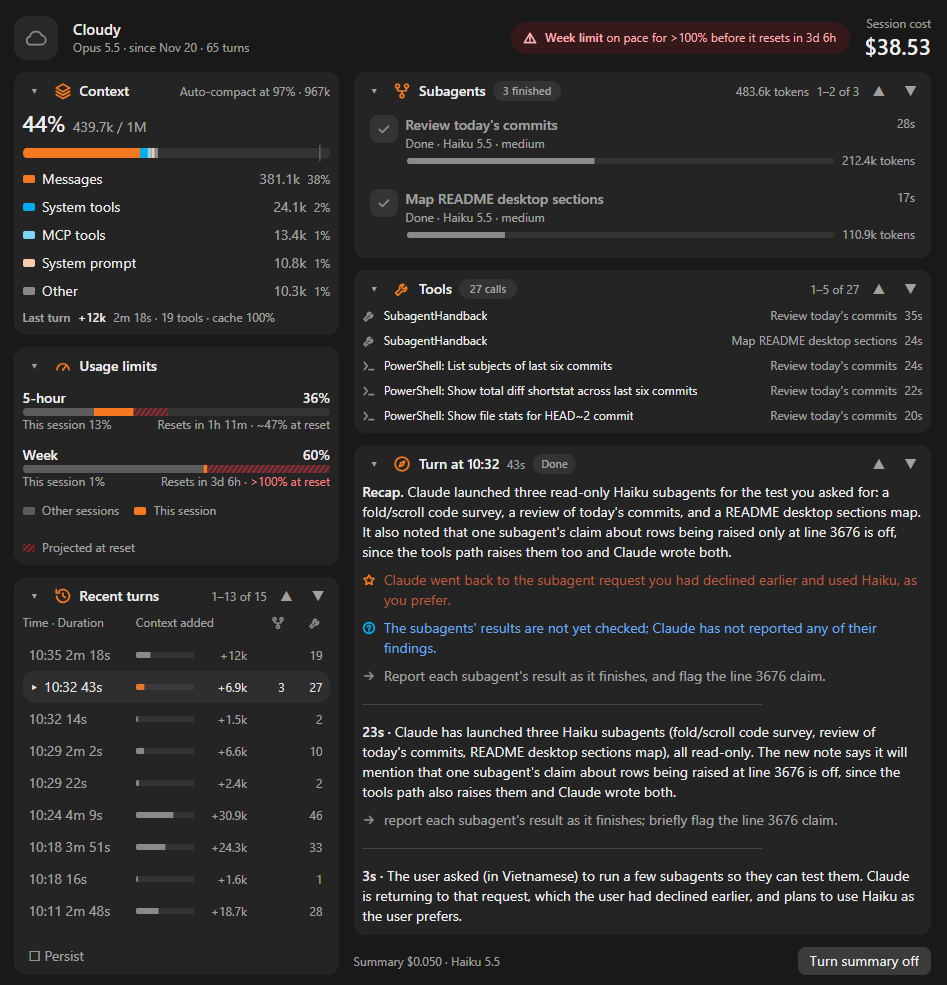 Cloudy
Opus 5.5 · since Nov 20 · 65 turns
Week limit on pace for >100% before it resets in 3d 6h
Session cost
$38.53
Context
Auto-compact at 97% · 967k
44% 439.7k / 1M
Messages 381.1k 38%
System tools 24.1k 2%
MCP tools 13.4k 1%
System prompt 10.8k 1%
Other 10.3k 1%
Last turn +12k 2m 18s · 19 tools · cache 100%
Usage limits
5-hour 36%
This session 13% Resets in 1h 11m · ~47% at reset
Week 60%
This session 1% Resets in 3d 6h · >100% at reset
Other sessions This session
Projected at reset
Recent turns 1–13 of 15
Time · Duration Context added
10:35 2m 18s +12k 19
10:32 43s +6.9k 3 27
10:32 14s +1.5k 2
10:29 2m 2s +6.6k 10
10:29 22s +2.4k 2
10:24 4m 9s +30.9k 46
10:18 3m 51s +24.3k 33
10:18 16s +1.6k 1
10:11 2m 48s +18.7k 28
Persist
Subagents 3 finished 483.6k tokens 1–2 of 3
Review today's commits 28s
Done · Haiku 5.5 · medium
212.4k tokens
Map README desktop sections 17s
Done · Haiku 5.5 · medium
110.9k tokens
Tools 27 calls 1–5 of 27
SubagentHandback Review today's commits 35s
SubagentHandback Map README desktop sections 24s
PowerShell: List subjects of last six commits Review today's commits 24s
PowerShell: Show total diff shortstat across last six commits Review today's commits 22s
PowerShell: Show file stats for HEAD~2 commit Review today's commits 20s
Turn at 10:32 43s Done
Recap. Claude launched three read-only Haiku subagents for the test you asked for: a
fold/scroll code survey, a review of today's commits, and a README desktop sections map.
It also noted that one subagent's claim about rows being raised only at line 3676 is off,
since the tools path raises them too and Claude wrote both.
Claude went back to the subagent request you had declined earlier and used Haiku, as
you prefer.
The subagents' results are not yet checked; Claude has not reported any of their
findings.
→ Report each subagent's result as it finishes, and flag the line 3676 claim.
23s · Claude has launched three Haiku subagents (fold/scroll code survey, review of
today's commits, README desktop sections map), all read-only. The new note says it will
mention that one subagent's claim about rows being raised at line 3676 is off, since the
tools path also raises them and Claude wrote both.
→ report each subagent's result as it finishes; briefly flag the line 3676 claim.
3s · The user asked (in Vietnamese) to run a few subagents so they can test them. Claude
is returning to that request, which the user had declined earlier, and plans to use Haiku as
the user prefers.
Summary $0.050 · Haiku 5.5
Turn summary off